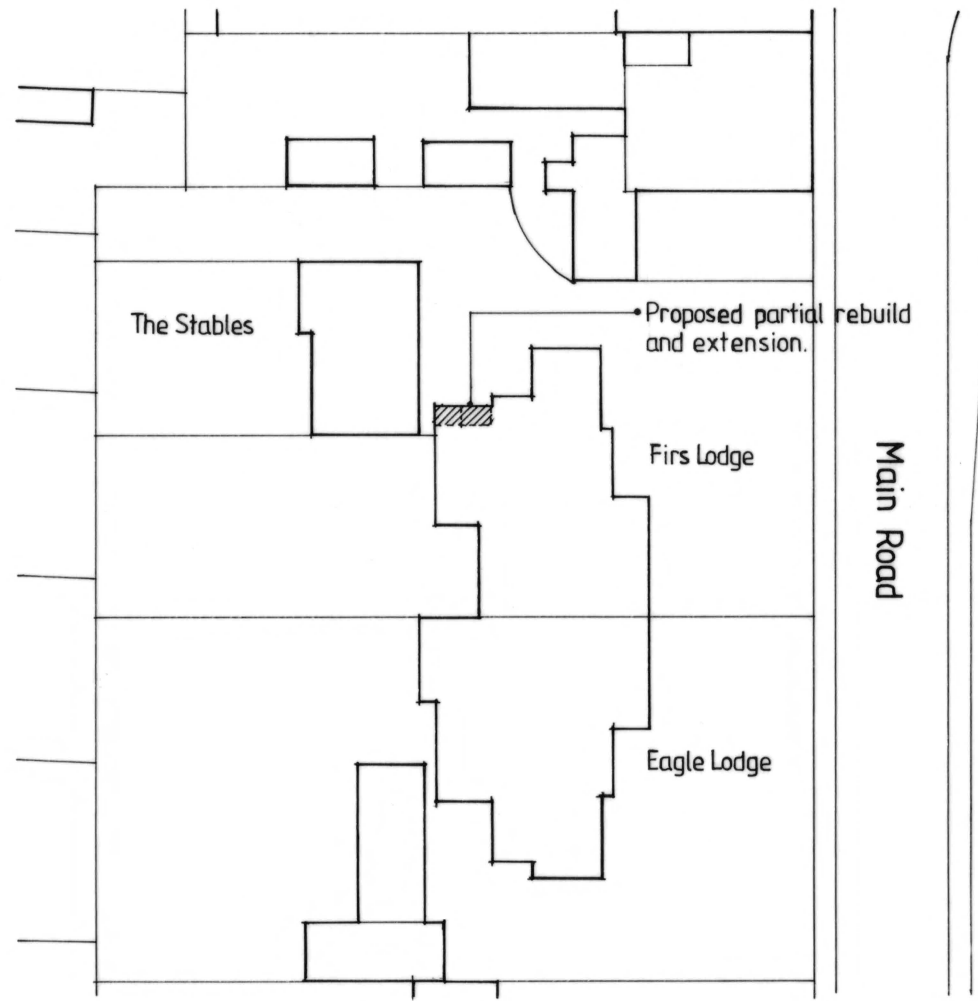 The Stables
Proposed partial rebuild
and extension.
Firs Lodge
Main Road
Eagle Lodge